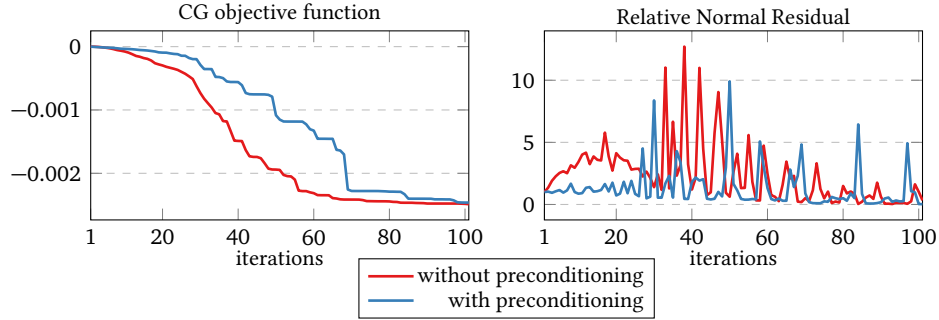 CG objective function
0
−0.001
−0.002
1 20 40 60 80 100
iterations
Relative Normal Residual
10
5
0
1 20 40 60 80 100
iterations
without preconditioning
with preconditioning